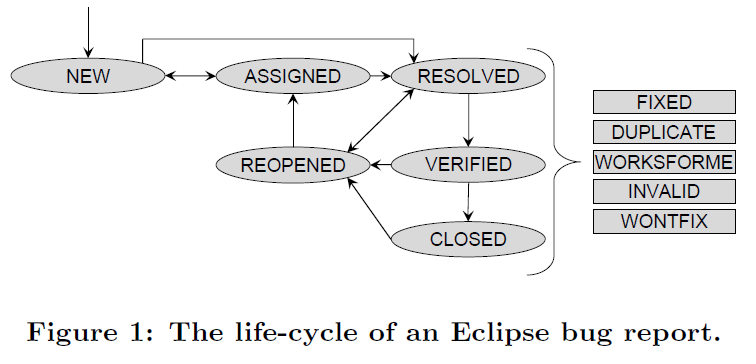 NEW
ASSIGNED
RESOLVED
REOPENED
VERIFIED
CLOSED
FIXED
DUPLICATE
WORKSFORME
INVALID
WONTFIX
Figure 1: The life-cycle of an Eclipse bug report.